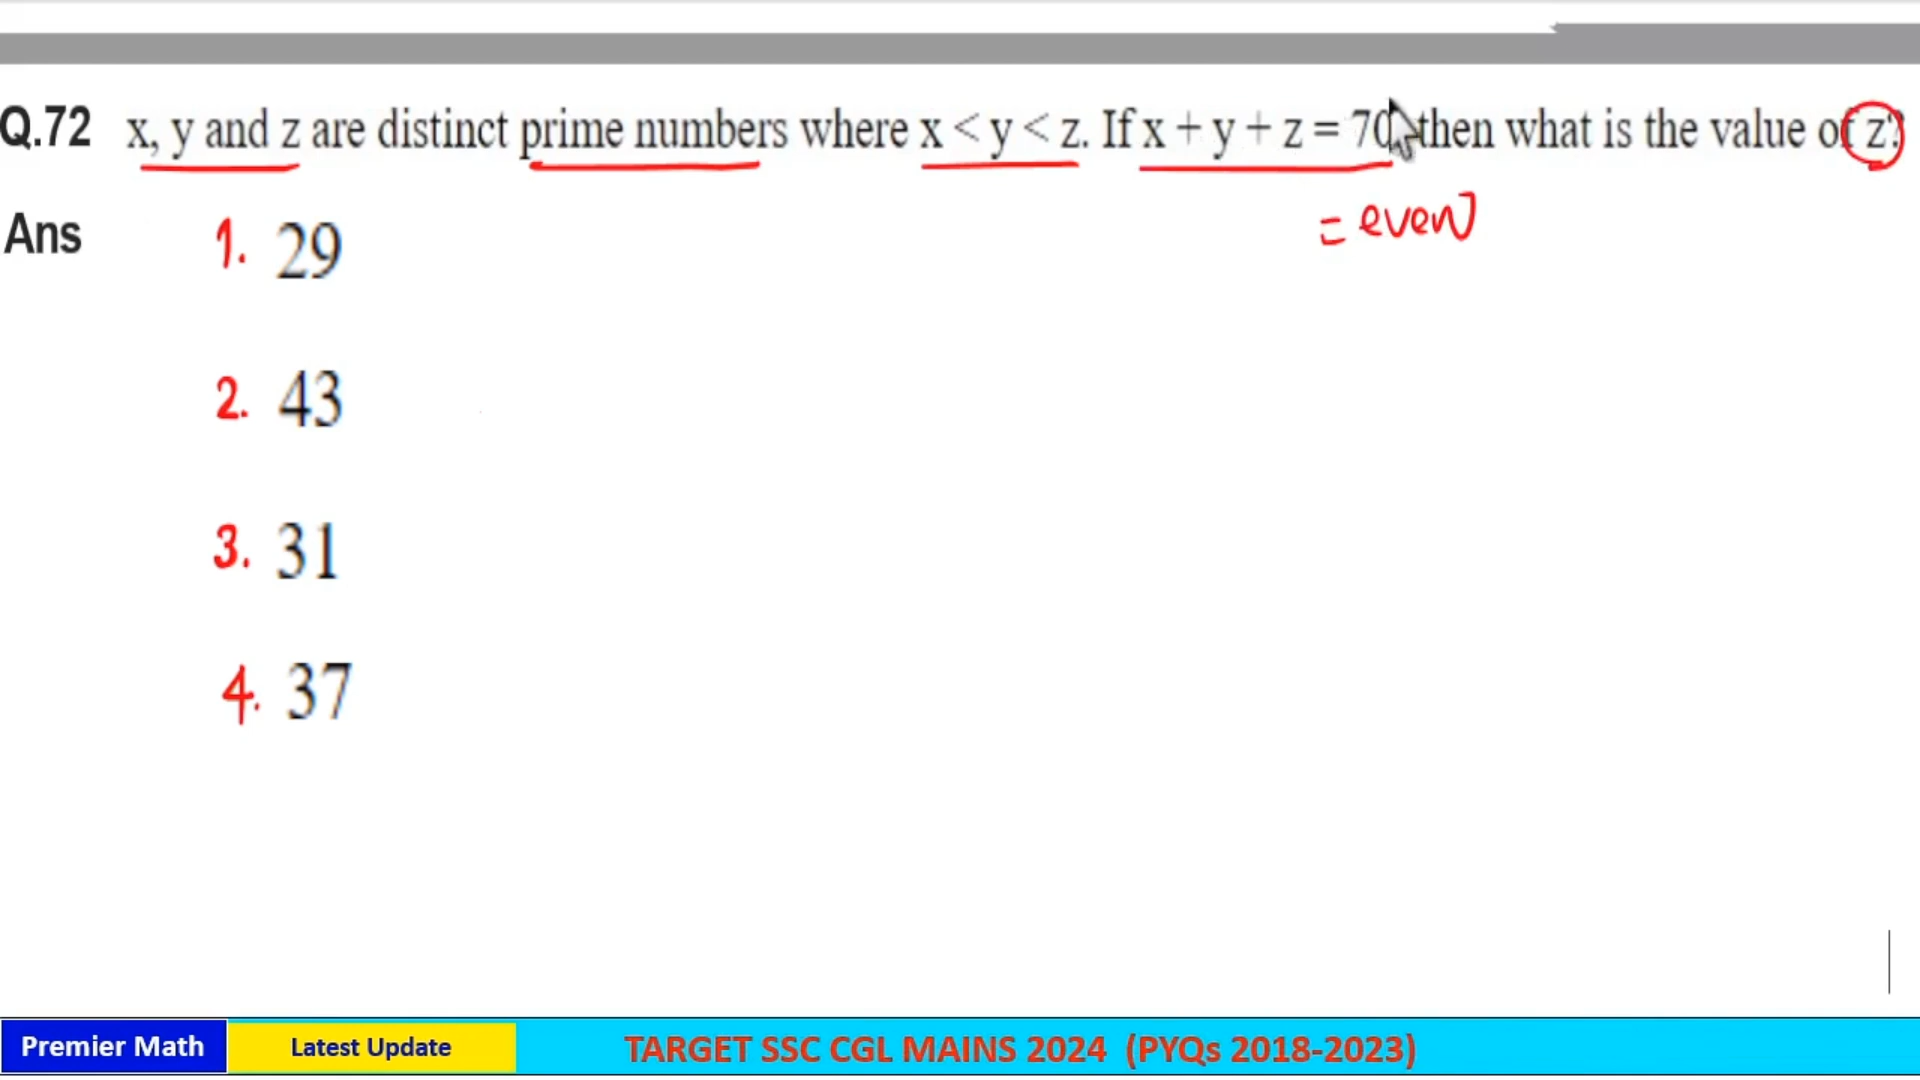 Q.72 x, y and z are distinct prime numbers where x < y < z. If x + y + z = 70 then what is the value of z?
= even
Ans 1. 29
2. 43
3. 31
4. 37
Premier Math Latest Update TARGET SSC CGL MAINS 2024 (PYQs 2018-2023)